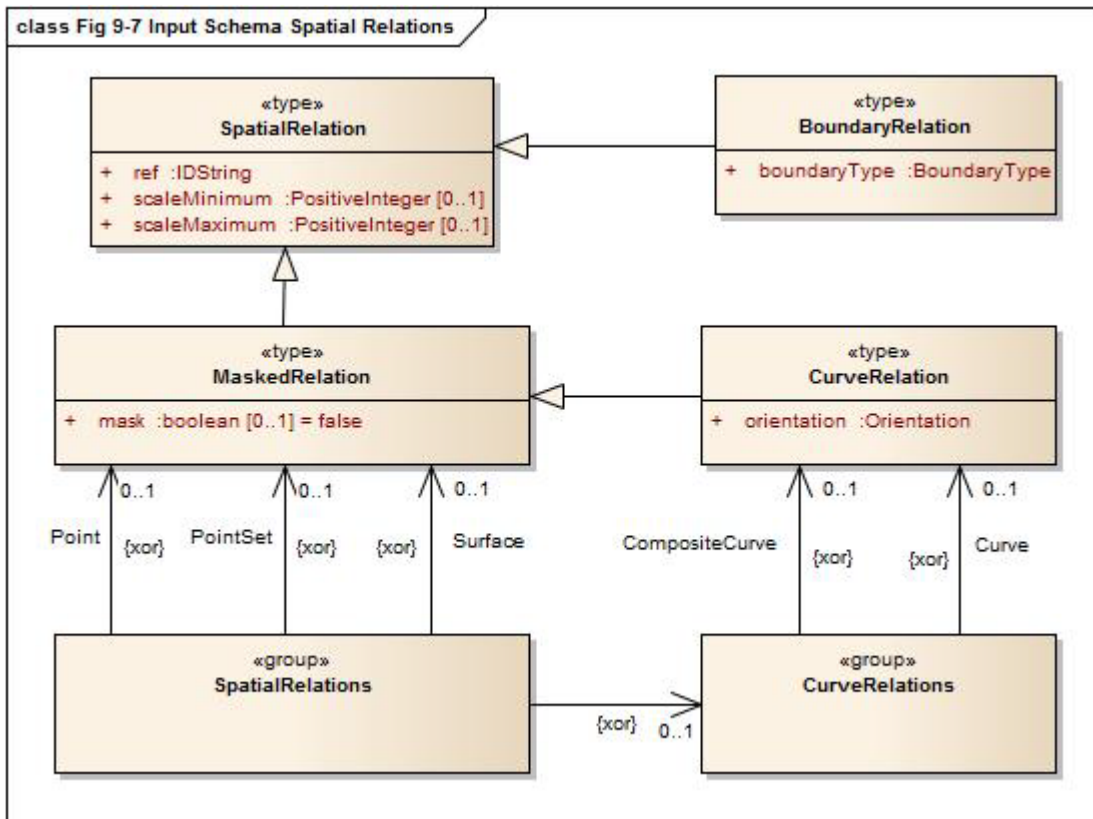 class Fig 9-7 Input Schema Spatial Relations
«type»
SpatialRelation
+ ref :IDString
+ scaleMinimum :PositiveInteger [0..1]
+ scaleMaximum :PositiveInteger [0..1]
«type»
BoundaryRelation
+ boundaryType :BoundaryType
«type»
MaskedRelation
+ mask :boolean [0..1] = false
«type»
CurveRelation
+ orientation :Orientation
0..1
0..1
0..1
0..1
0..1
Point
{xor}
PointSet
{xor}
{xor}
Surface
CompositeCurve
{xor}
{xor}
Curve
«group»
SpatialRelations
{xor}
0..1
«group»
CurveRelations